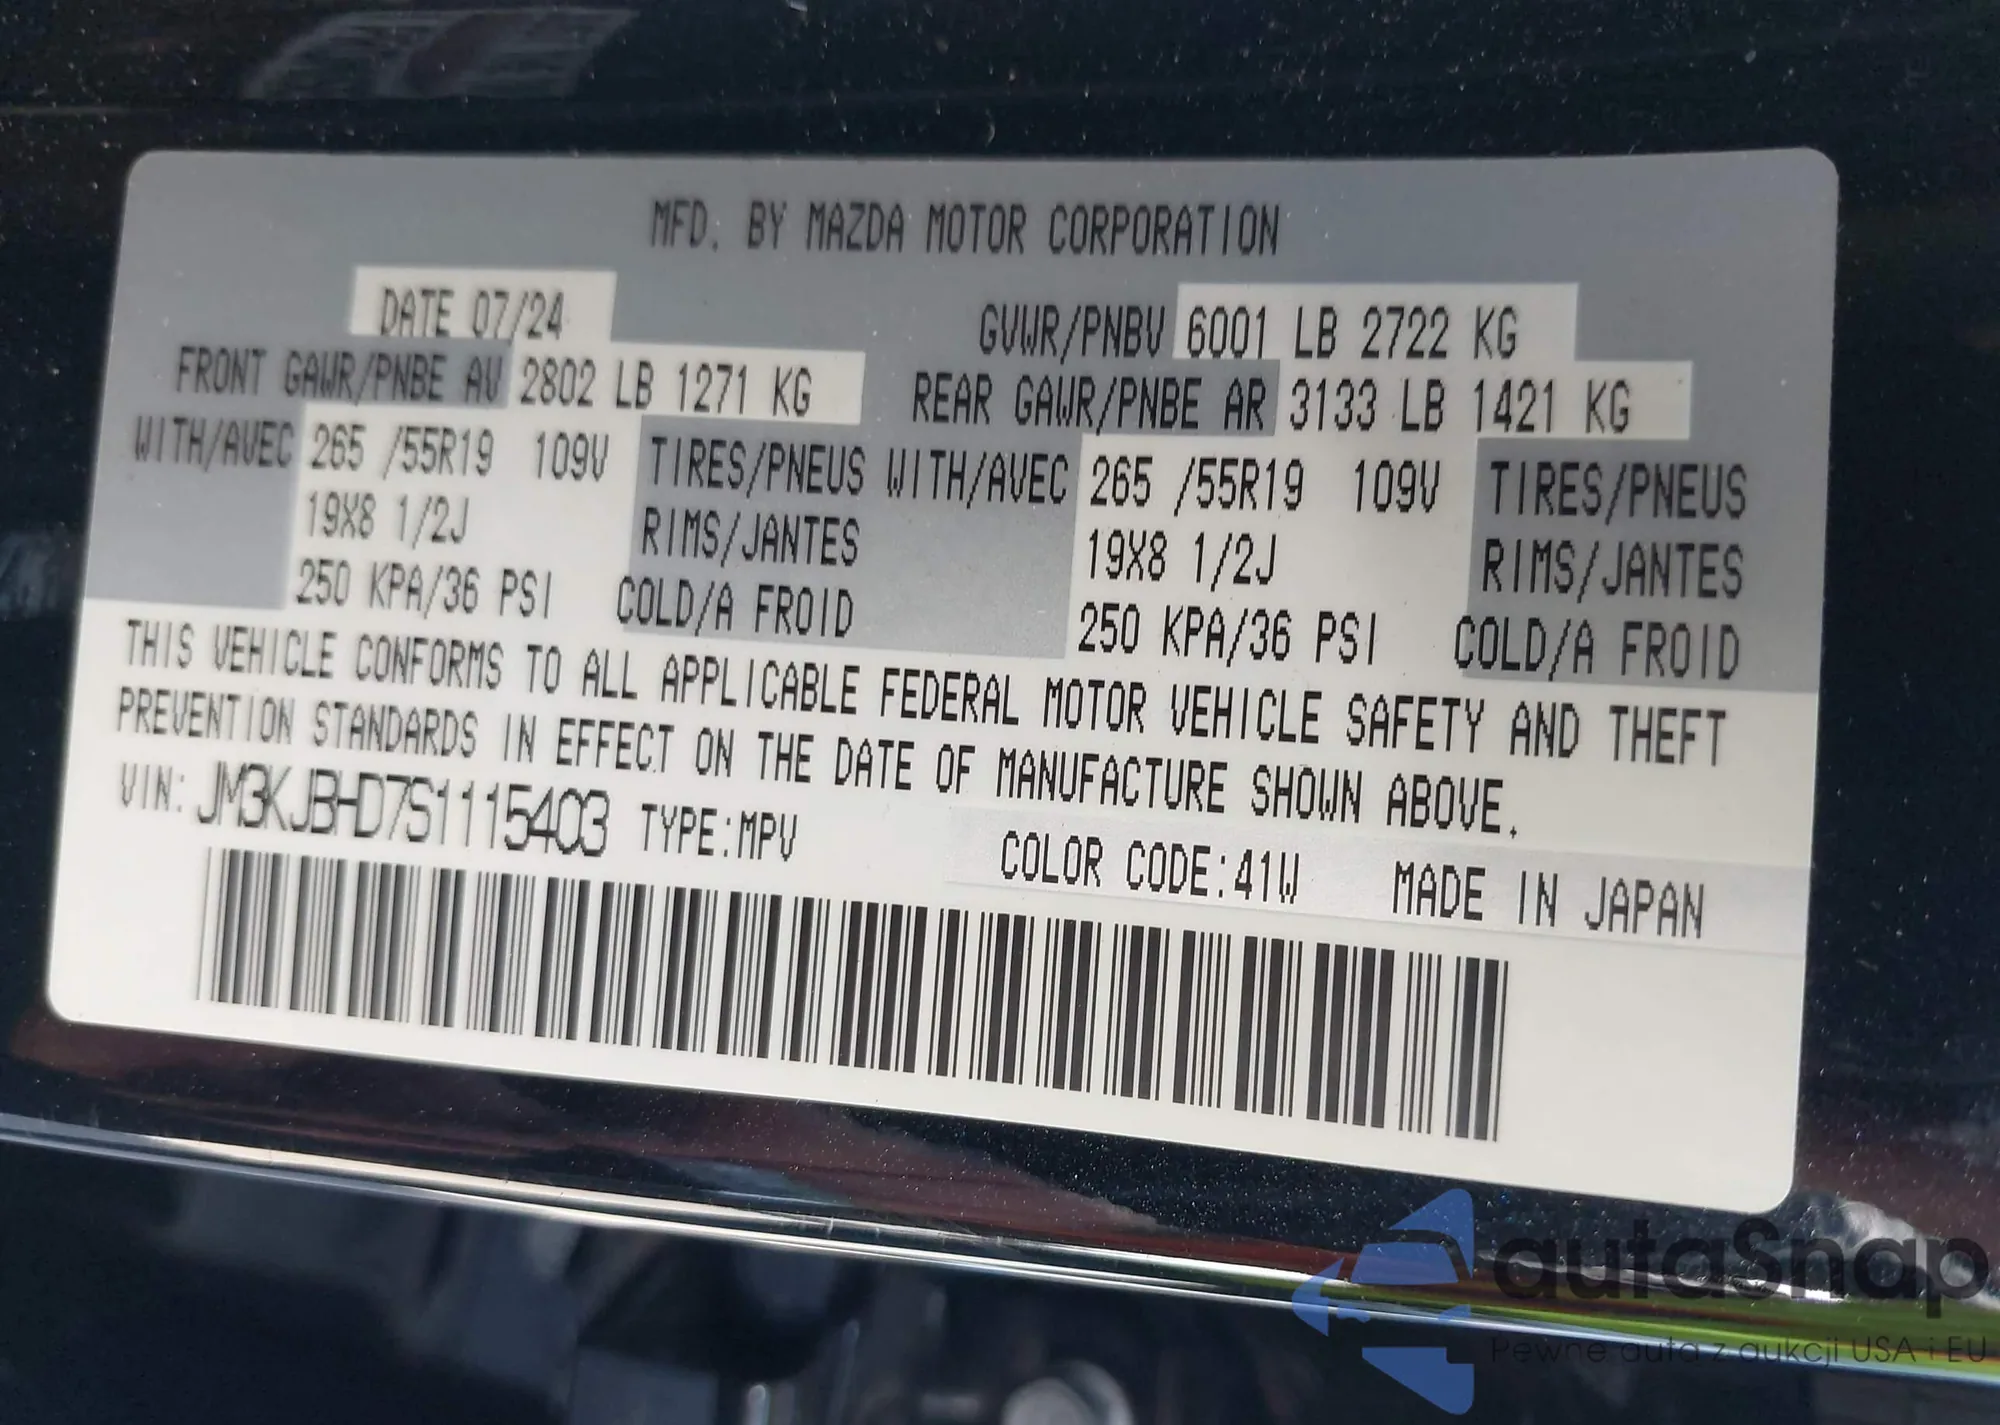 MFD. BY MAZDA MOTOR CORPORATION
DATE 07/24 GVWR/PNBV 6001 LB 2722 KG
FRONT GAWR/PNBE AV 2802 LB 1271 KG REAR GAWR/PNBE AR 3133 LB 1421 KG
WITH/AVEC 265 /55R19 109V TIRES/PNEUS WITH/AVEC 265 /55R19 109V TIRES/PNEUS
19X8 1/2J RIMS/JANTES 19X8 1/2J RIMS/JANTES
250 KPA/36 PSI COLD/A FROID 250 KPA/36 PSI COLD/A FROID
THIS VEHICLE CONFORMS TO ALL APPLICABLE FEDERAL MOTOR VEHICLE SAFETY AND THEFT
PREVENTION STANDARDS IN EFFECT ON THE DATE OF MANUFACTURE SHOWN ABOVE.
VIN: JM3KJBHD7S1115403 TYPE:MPV COLOR CODE:41W MADE IN JAPAN
autaSnap
Pewne auta z aukcji USA i EU